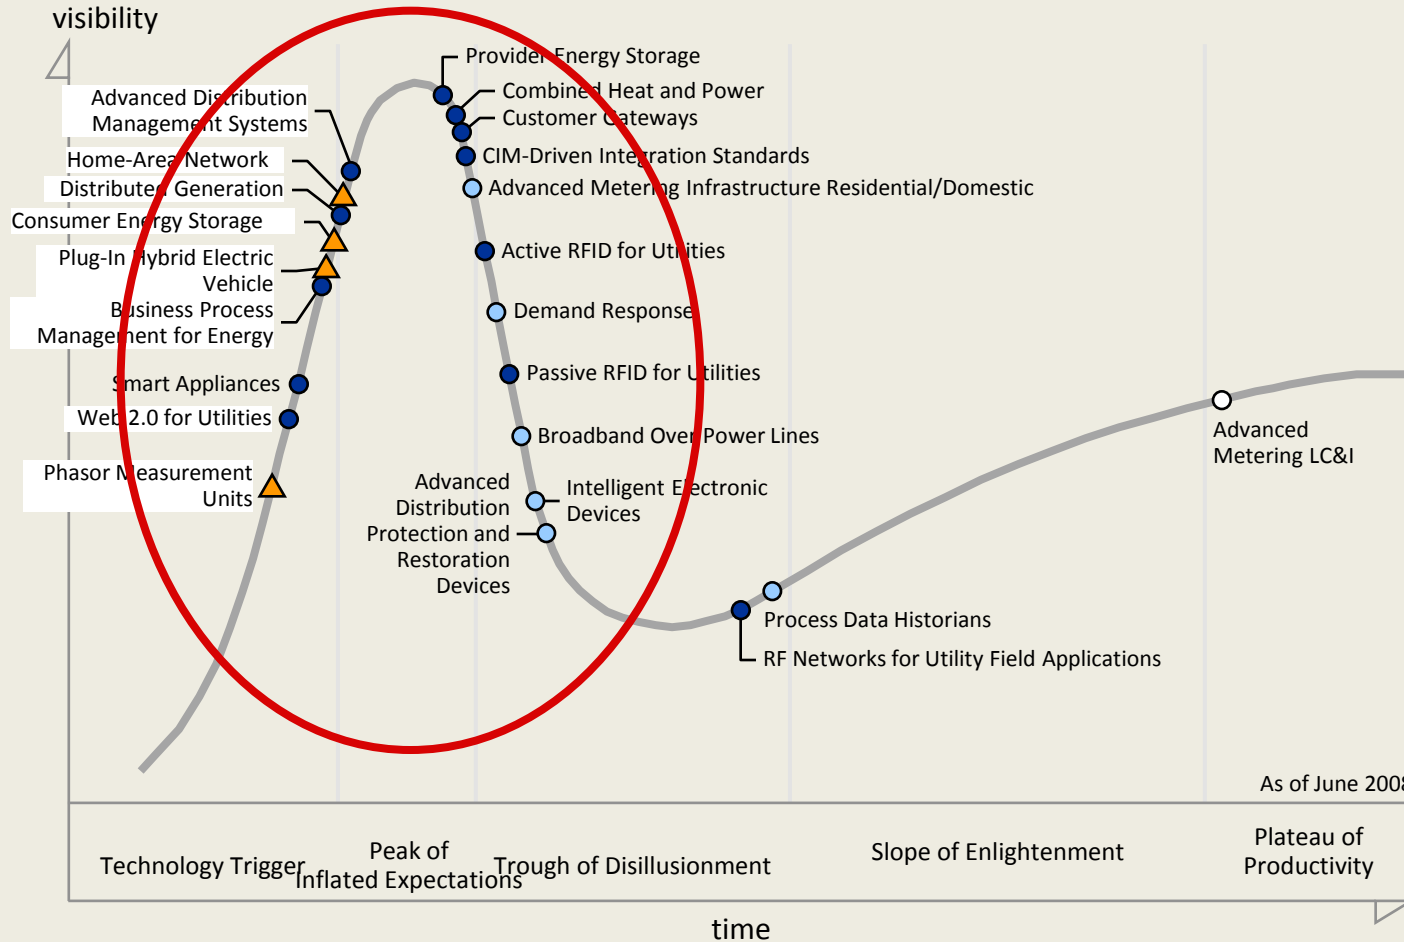 visibility
Provider Energy Storage
Advanced Distribution
Management Systems
Combined Heat and Power
Customer Gateways
Home-Area Network
CIM-Driven Integration Standards
Distributed Generation
Advanced Metering Infrastructure Residential/Domestic
Consumer Energy Storage
Plug-In Hybrid Electric
Vehicle
Active RFID for Utilities
Business Process
Management for Energy
Demand Response
Smart Appliances
Passive RFID for Utilities
Web 2.0 for Utilities
Broadband Over Power Lines
Advanced
Metering LC&I
Phasor Measurement
Units
Advanced
Distribution
Protection and
Restoration
Devices
Intelligent Electronic
Devices
Process Data Historians
RF Networks for Utility Field Applications
As of June 2008
Technology Trigger
Peak of
Inflated Expectations
Trough of Disillusionment
Slope of Enlightenment
Plateau of
Productivity
time